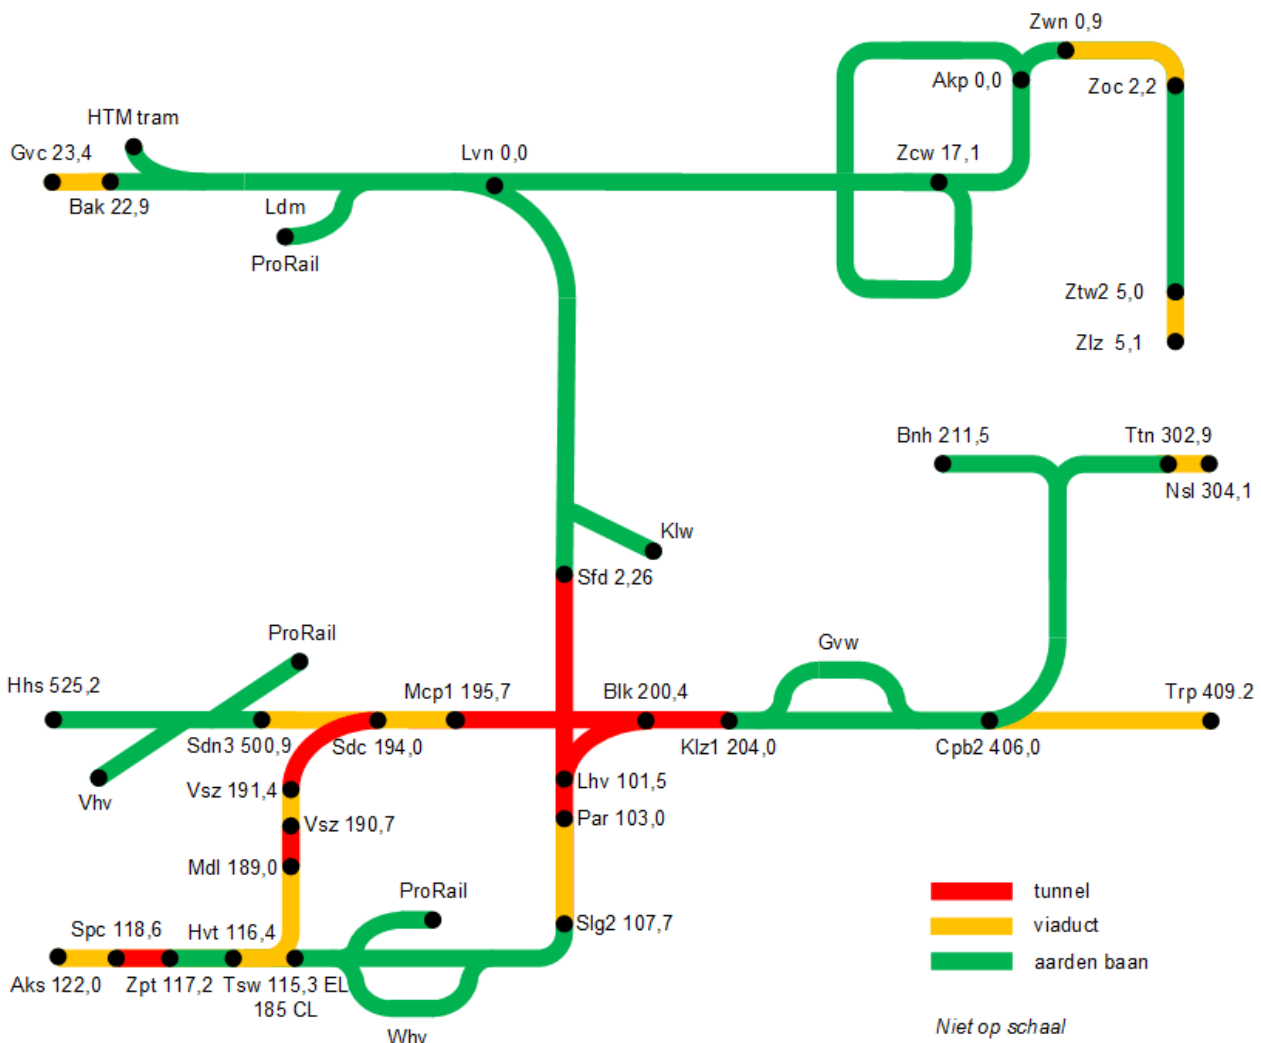 Zwn 0,9
Akp 0,0
Zoc 2,2
HTM tram
Gvc 23,4
Lvn 0,0
Zcw 17,1
Bak 22,9
Ldm
ProRail
Ztw2 5,0
Zlz 5,1
Bnh 211,5
Ttn 302,9
Nsl 304,1
Klw
Sfd 2,26
ProRail
Gvw
Hhs 525,2
Mcp1 195,7
Blk 200,4
Trp 409.2
Sdn3 500,9
Sdc 194,0
Klz1 204,0
Cpb2 406,0
Vhv
Vsz 191,4
Lhv 101,5
Vsz 190,7
Par 103,0
Mdl 189,0
ProRail
tunnel
Spc 118,6
Hvt 116,4
Slg2 107,7
viaduct
aarden baan
Aks 122,0
Zpt 117,2
Tsw 115,3 EL
185 CL
Whv
Niet op schaal